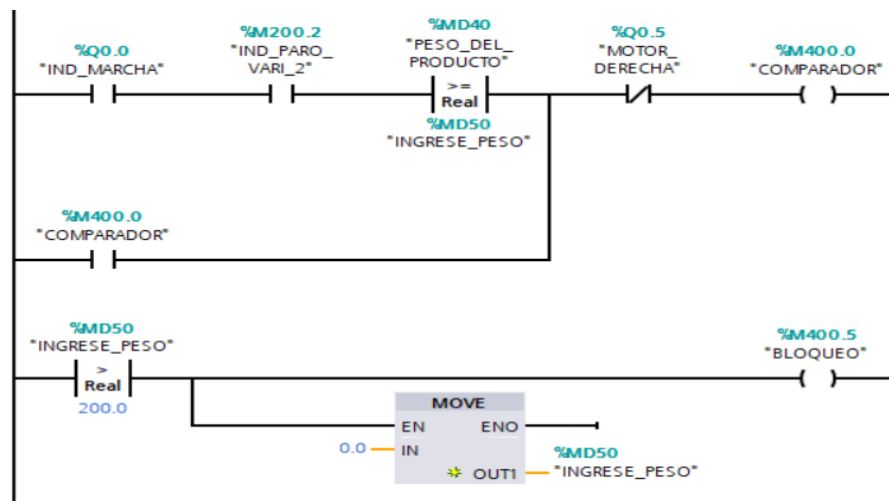 %Q0.0
"IND_MARCHA"
%M200.2
"IND_PARO_
VARI_2"
%MD40
"PESO_DEL_
PRODUCTO"
>=
Real
%MD50
"INGRESE_PESO"
%Q0.5
"MOTOR_
DERECHA"
%M400.0
"COMPARADOR"
%M400.0
"COMPARADOR"
%MD50
"INGRESE_PESO"
>
Real
200.0
%M400.5
"BLOQUEO"
MOVE
EN ENO
0.0 IN
OUT1
%MD50
"INGRESE_PESO"